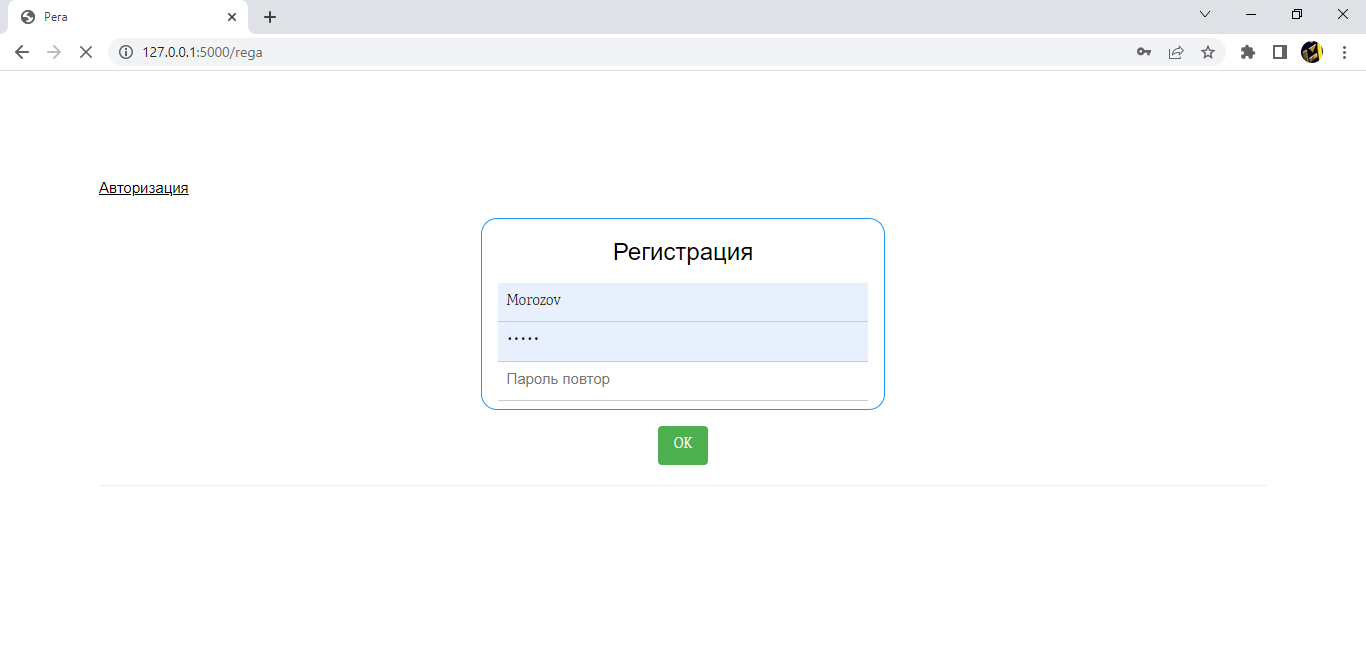 Рега
127.0.0.1:5000/rega
Авторизация
Регистрация
Morozov
•••••
Пароль повтор
OK